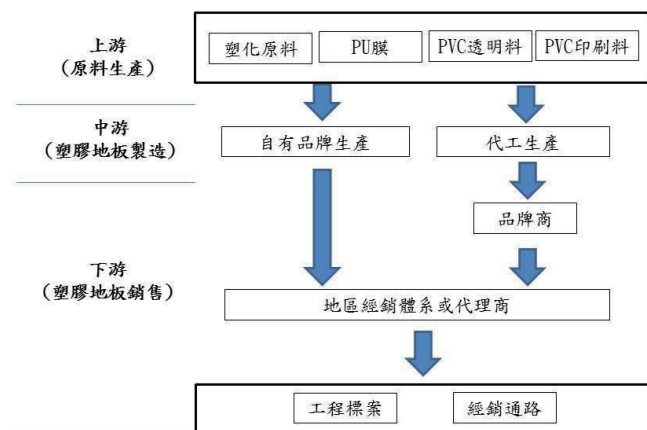 上游
(原料生產)
塑化原料
PU膜
PVC透明料
PVC印刷料
中游
(塑膠地板製造)
自有品牌生產
代工生產
品牌商
下游
(塑膠地板銷售)
地區經銷體系或代理商
工程標案
經銷通路